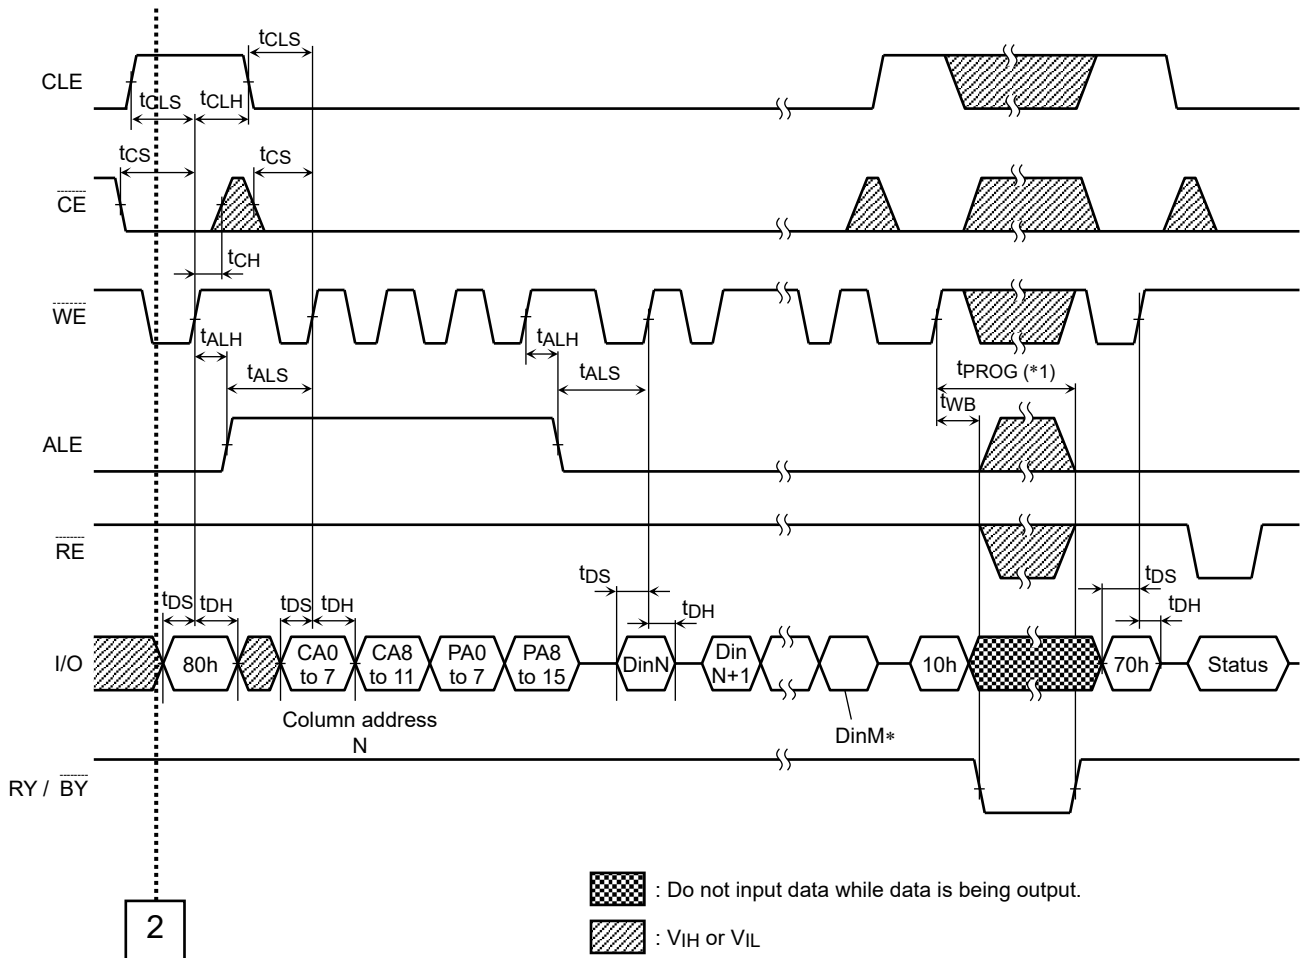 tCLS
CLE
tCLS
tCLH
tCS
tCS
CE
tCH
WE
tALH
tALH
tALS
tALS
tPROG (*1)
tWB
ALE
RE
tDS
tDH
tDS
tDH
tDS
tDH
tDS
tDH
I/O
80h
CA0
to 7
CA8
to 11
PA0
to 7
PA8
to 15
DinN
Din
N+1
10h
70h
Status
Column address
N
DinM*
RY / BY
: Do not input data while data is being output.
2
: VIH or VIL